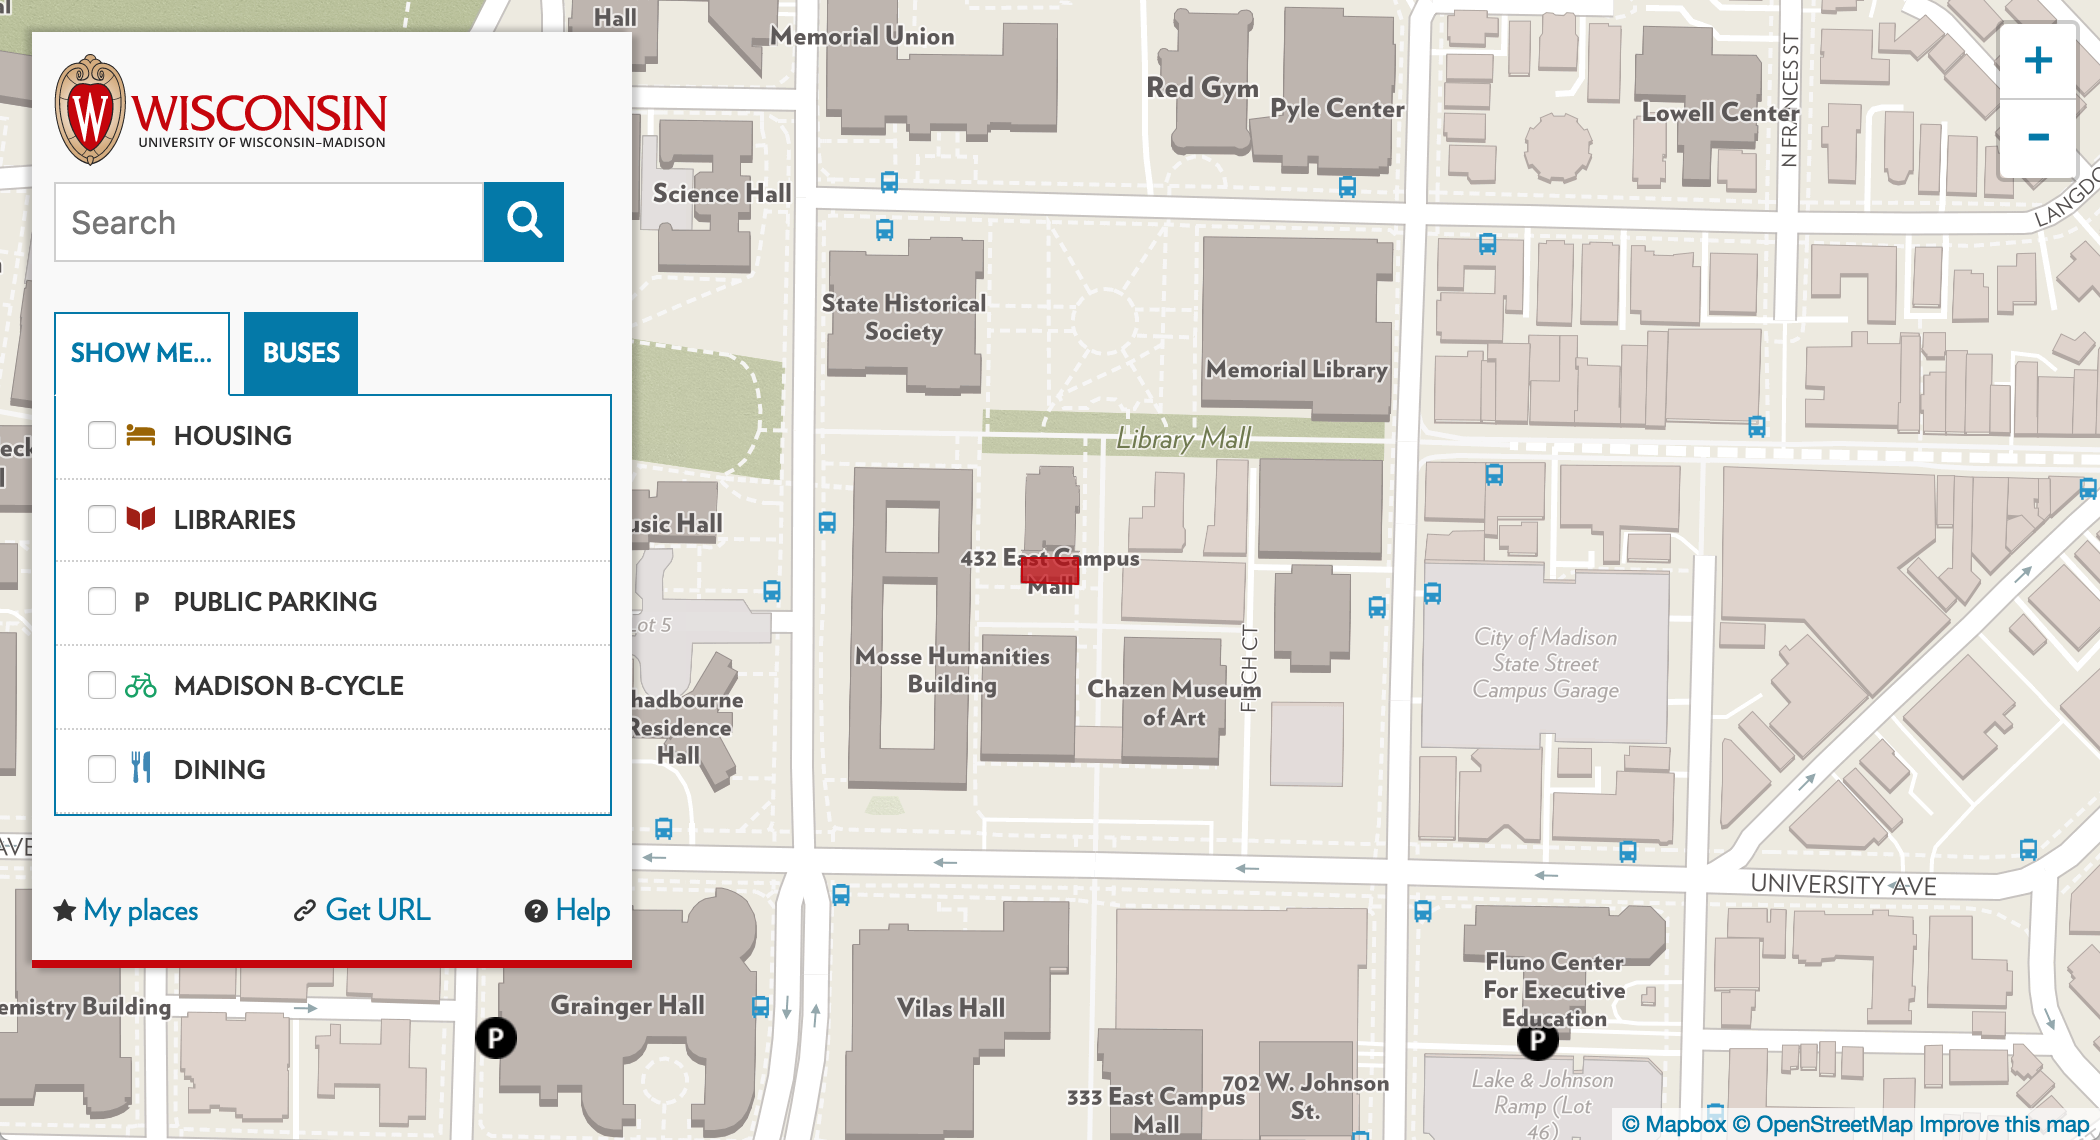 WISCONSIN
UNIVERSITY OF WISCONSIN–MADISON
Search
SHOW ME...
BUSES
HOUSING
LIBRARIES
P PUBLIC PARKING
MADISON B-CYCLE
DINING
My places
Get URL
Help
Hall
Memorial Union
Red Gym
Pyle Center
Lowell Center
N FRANCES ST
+
-
Science Hall
State Historical
Society
Memorial Library
Library Mall
usic Hall
432 East Campus
Mall
Lot 5
Mosse Humanities
Building
Chazen Museum
of Art
City of Madison
State Street
Campus Garage
hadbourne
Residence
Hall
UNIVERSITY AVE
AVE
emistry Building
Grainger Hall
P
Vilas Hall
Fluno Center
For Executive
Education
P
333 East Campus
Mall
702 W. Johnson
St.
Lake & Johnson
Ramp (Lot
46)
© Mapbox © OpenStreetMap Improve this map